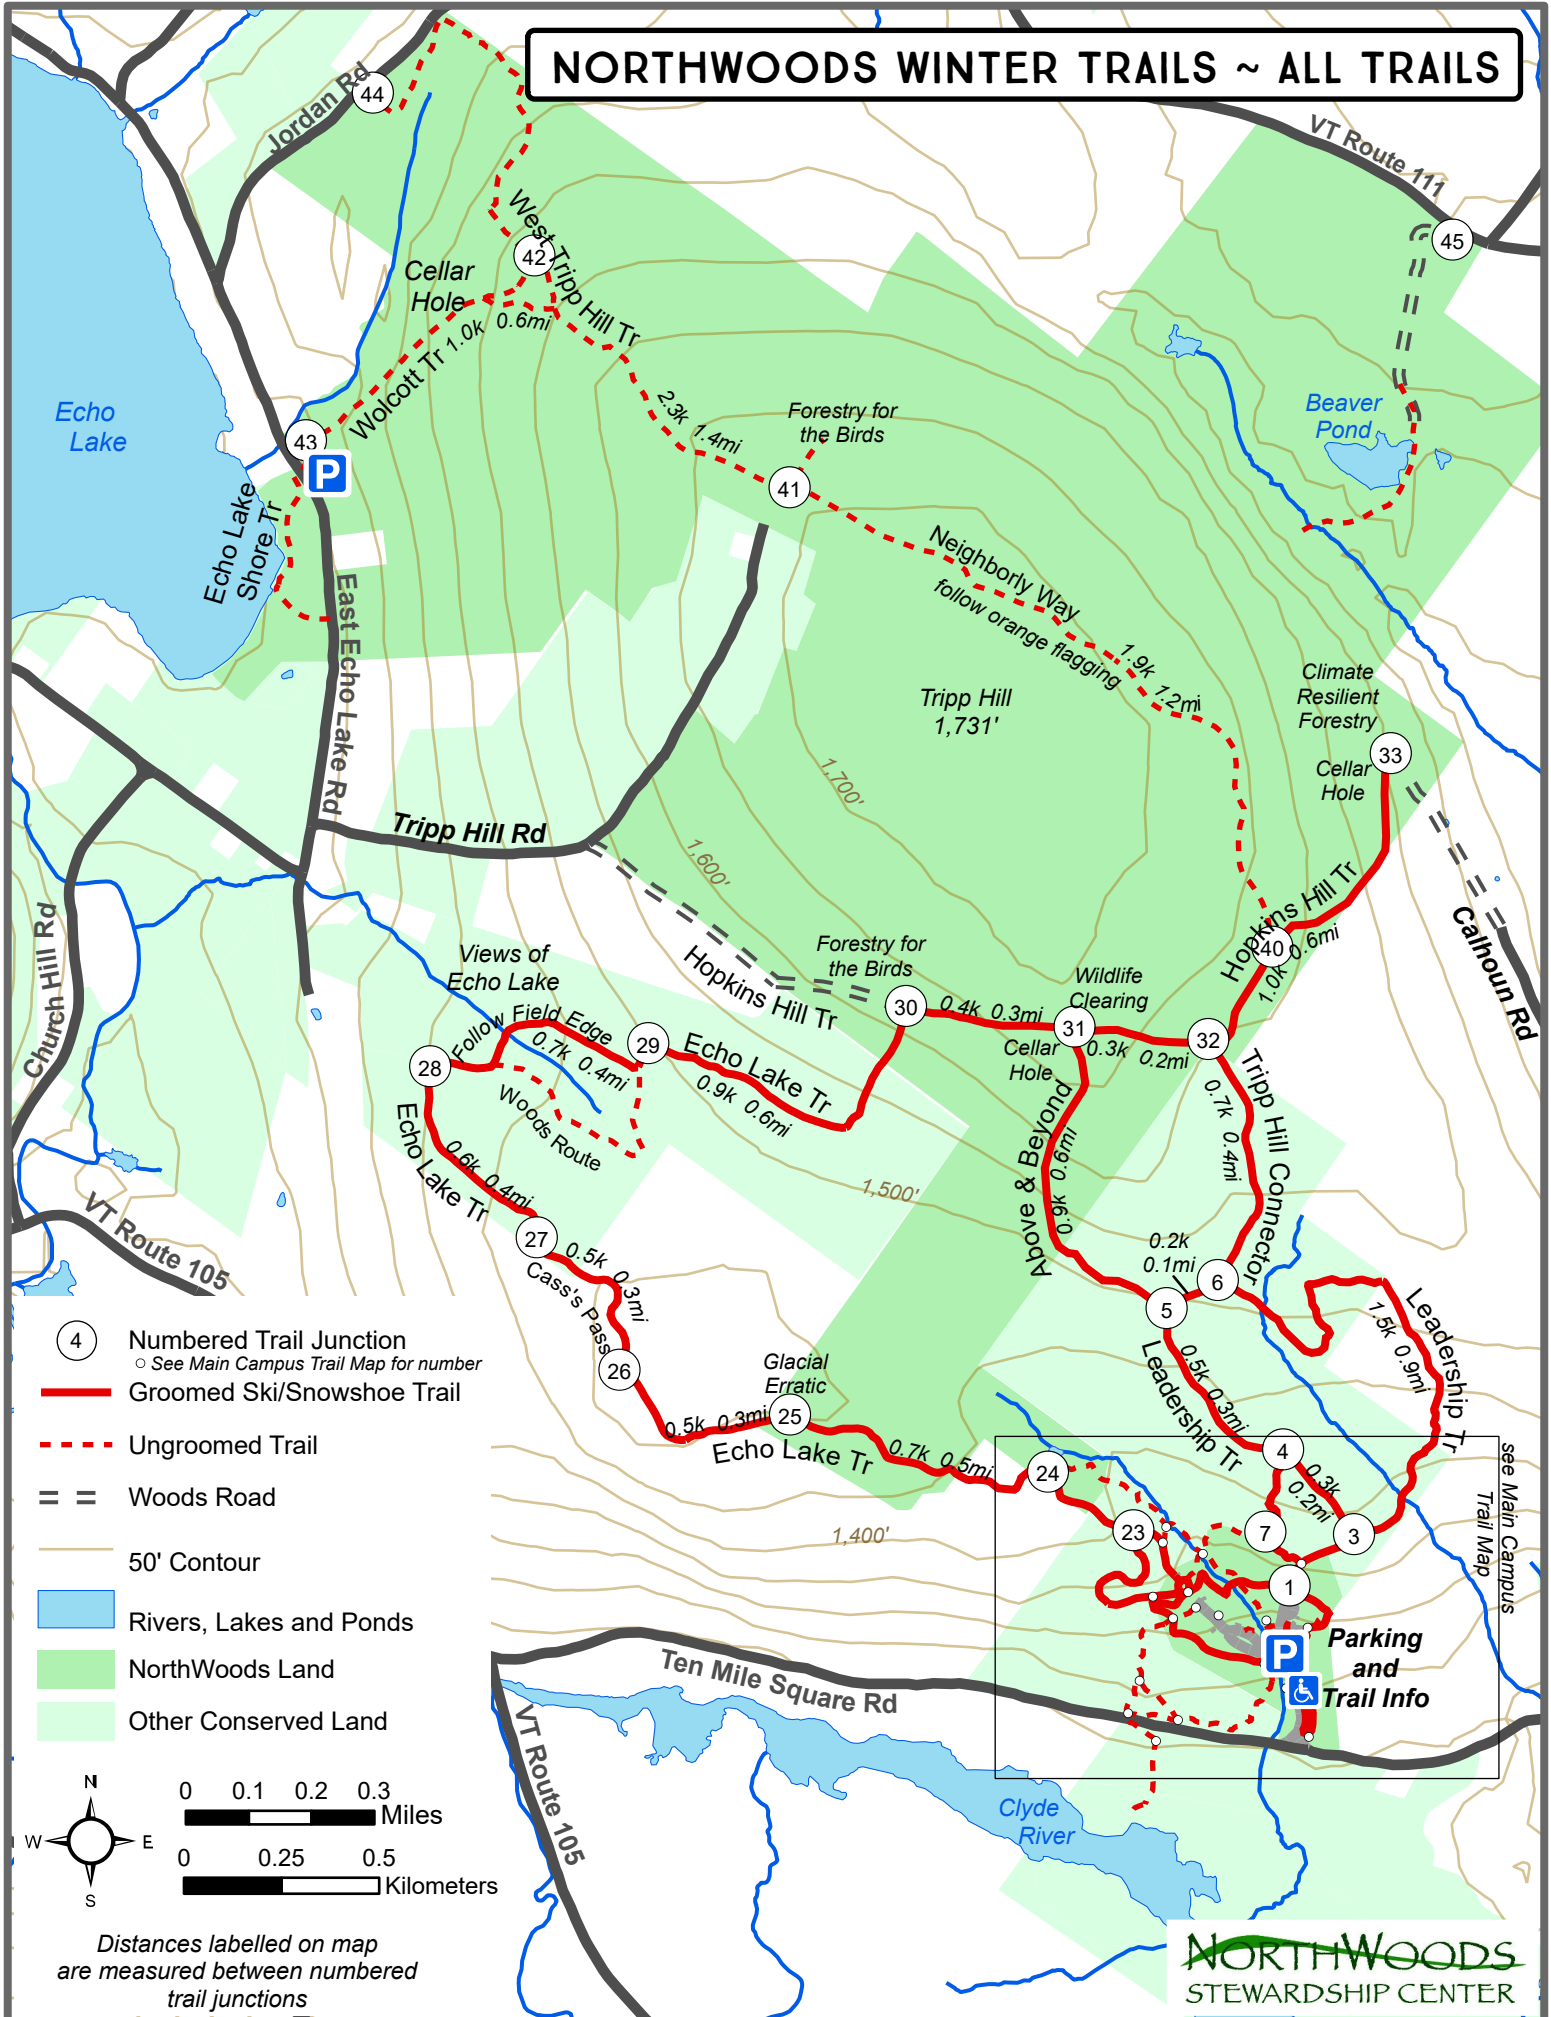 NORTHWOODS WINTER TRAILS ~ ALL TRAILS
Jordan Rd
44
VT Route 111
45
West Tripp Hill Tr
42
Cellar
Hole
1.0k 0.6mi
Wolcott Tr
Echo
Lake
43
P
Echo Lake
Shore Tr
East Echo Lake Rd
2.3k 1.4mi
Forestry for
the Birds
41
Beaver
Pond
Neighborly Way
follow orange flagging
1.9k 1.2mi
Tripp Hill
1,731'
Climate
Resilient
Forestry
33
Cellar
Hole
1,700'
1,600'
Tripp Hill Rd
Church Hill Rd
Hopkins Hill Tr
40
1.0k 0.6mi
Calhoun Rd
Views of
Echo Lake
Hopkins Hill Tr
Forestry for
the Birds
30
0.4k 0.3mi
Wildlife
Clearing
31
Cellar
Hole
0.3k 0.2mi
32
Follow Field Edge
0.7k 0.4mi
28
29
Echo Lake Tr
0.9k 0.6mi
Woods Route
Echo Lake Tr
0.6k 0.4mi
Above & Beyond
0.9k 0.6mi
0.7k 0.4mi
Tripp Hill Connector
1,500'
VT Route 105
27
0.5k 0.3mi
Cass's Pass
26
0.2k
0.1mi
6
5
Leadership Tr
1.5k 0.9mi
0.5k 0.3mi
Leadership Tr
Glacial
Erratic
25
0.5k 0.3mi
Echo Lake Tr
0.7k 0.5mi
24
4
0.3k
0.2mi
see Main Campus
Trail Map
23
7
3
1
1,400'
P
Parking
and
Trail Info
Ten Mile Square Rd
VT Route 105
Clyde
River
4
Numbered Trail Junction
See Main Campus Trail Map for number
Groomed Ski/Snowshoe Trail
Ungroomed Trail
Woods Road
50' Contour
Rivers, Lakes and Ponds
NorthWoods Land
Other Conserved Land
N
W E
S
0 0.1 0.2 0.3
Miles
0 0.25 0.5
Kilometers
Distances labelled on map
are measured between numbered
trail junctions
NORTHWOODS
STEWARDSHIP CENTER